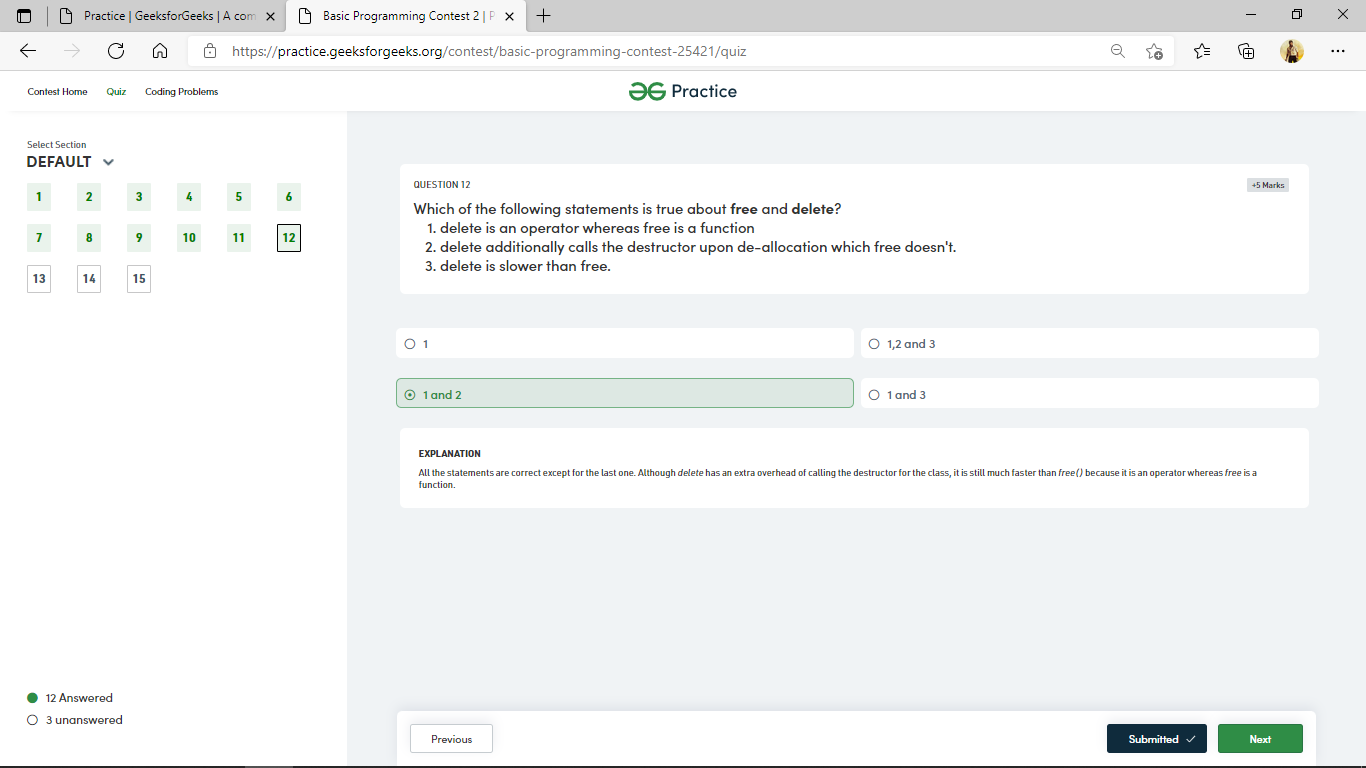 Practice | GeeksforGeeks | A com
Basic Programming Contest 2 | P
https://practice.geeksforgeeks.org/contest/basic-programming-contest-25421/quiz
Contest Home Quiz Coding Problems
Practice
Select Section
DEFAULT
1 2 3 4 5 6
7 8 9 10 11 12
13 14 15
QUESTION 12
+5 Marks
Which of the following statements is true about free and delete?
1. delete is an operator whereas free is a function
2. delete additionally calls the destructor upon de-allocation which free doesn't.
3. delete is slower than free.
1
1,2 and 3
1 and 2
1 and 3
EXPLANATION
All the statements are correct except for the last one. Although delete has an extra overhead of calling the destructor for the class, it is still much faster than free() because it is an operator whereas free is a
function.
12 Answered
3 unanswered
Previous
Submitted
Next